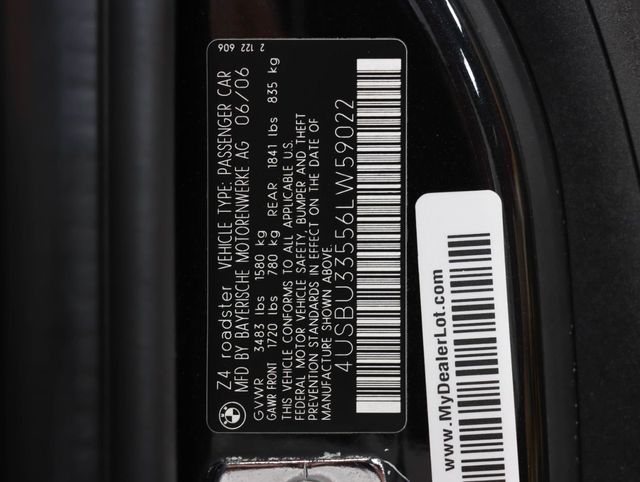 Z4 roadster VEHICLE TYPE: PASSENGER CAR
MFD BY BAYERISCHE MOTORENWERKE AG 06/06
GVWR 3483 lbs 1580 kg
GAWR FRONT 1720 lbs 780 kg REAR 1841 lbs 835 kg
THIS VEHICLE CONFORMS TO ALL APPLICABLE U.S.
FEDERAL MOTOR VEHICLE SAFETY, BUMPER AND THEFT
PREVENTION STANDARDS IN EFFECT ON THE DATE OF
MANUFACTURE SHOWN ABOVE.
4USBU33556LW59022
2 122 606
www.MyDealerLot.com